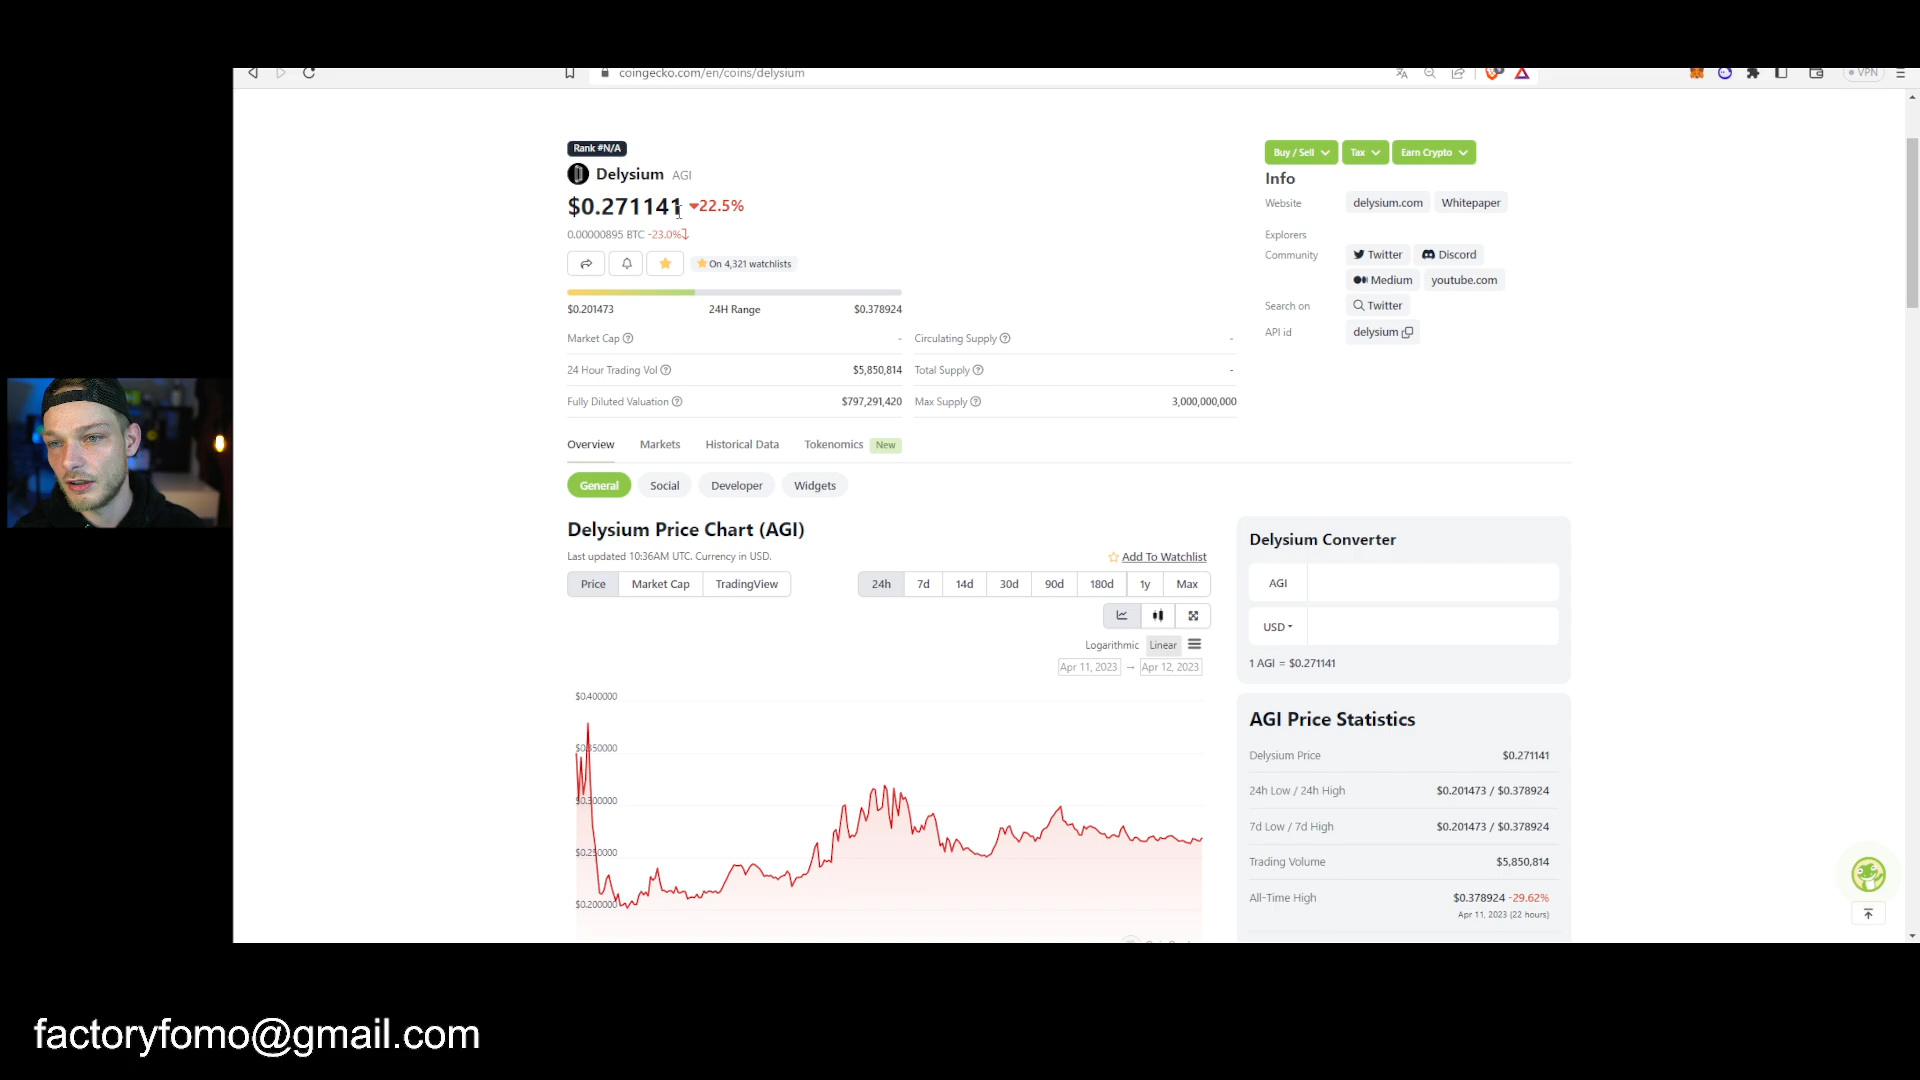 coingecko.com/en/coins/delysium
VPN
Rank #N/A
Delysium AGI
$0.271141 22.5%
0.00000895 BTC -23.0%
On 4,321 watchlists
$0.201473 24H Range $0.378924
Market Cap -
Circulating Supply -
24 Hour Trading Vol $5,850,814
Total Supply -
Fully Diluted Valuation $797,291,420
Max Supply 3,000,000,000
Buy / Sell Tax Earn Crypto
Info
Website delysium.com Whitepaper
Explorers
Community Twitter Discord
Medium youtube.com
Search on Twitter
API id delysium
Overview Markets Historical Data Tokenomics New
General Social Developer Widgets
Delysium Price Chart (AGI)
Last updated 10:36AM UTC. Currency in USD.
Add To Watchlist
Price Market Cap TradingView
24h 7d 14d 30d 90d 180d 1y Max
Logarithmic Linear
Apr 11, 2023 → Apr 12, 2023
$0.400000
$0.350000
$0.300000
$0.250000
$0.200000
Delysium Converter
AGI
USD
1 AGI = $0.271141
AGI Price Statistics
Delysium Price $0.271141
24h Low / 24h High $0.201473 / $0.378924
7d Low / 7d High $0.201473 / $0.378924
Trading Volume $5,850,814
All-Time High $0.378924 -29.62%
Apr 11, 2023 (22 hours)
factoryfomo@gmail.com